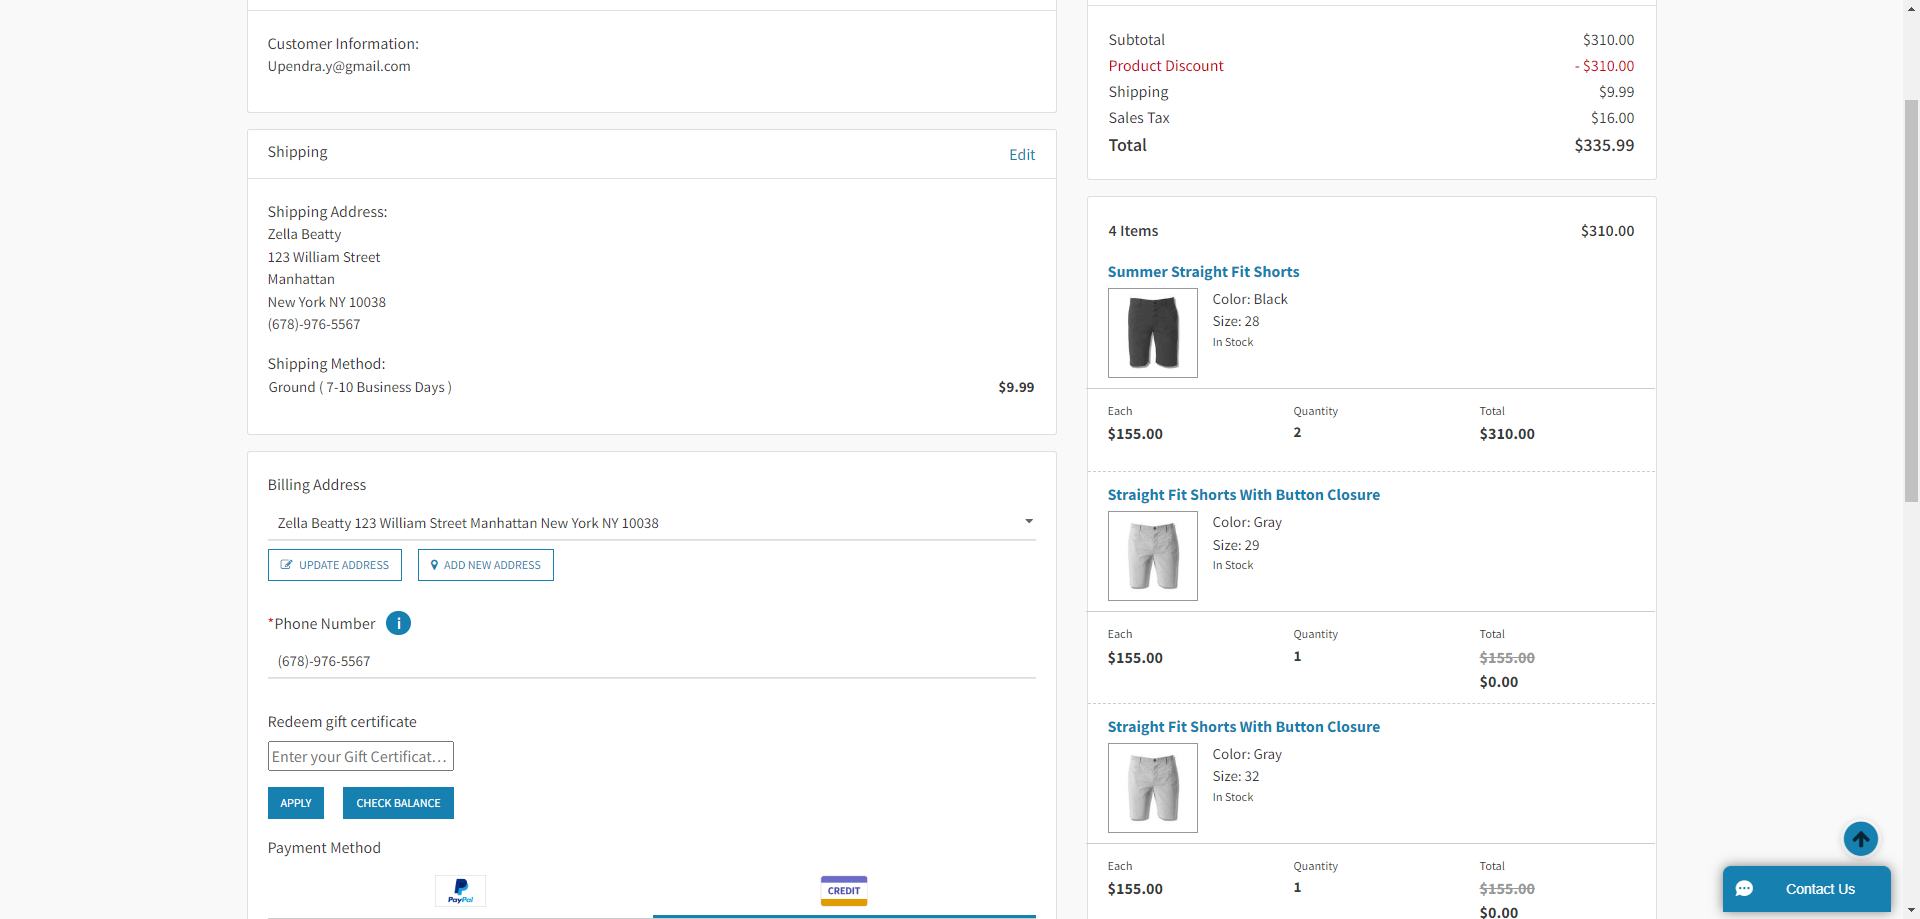 Customer Information:
Upendra.y@gmail.com
Shipping
Edit
Shipping Address:
Zella Beatty
123 William Street
Manhattan
New York NY 10038
(678)-976-5567
Shipping Method:
Ground ( 7-10 Business Days ) $9.99
Billing Address
Zella Beatty 123 William Street Manhattan New York NY 10038
UPDATE ADDRESS ADD NEW ADDRESS
*Phone Number i
(678)-976-5567
Redeem gift certificate
Enter your Gift Certificat...
APPLY CHECK BALANCE
Payment Method
PayPal CREDIT
Subtotal $310.00
Product Discount - $310.00
Shipping $9.99
Sales Tax $16.00
Total $335.99
4 Items $310.00
Summer Straight Fit Shorts
Color: Black
Size: 28
In Stock
Each Quantity Total
$155.00 2 $310.00
Straight Fit Shorts With Button Closure
Color: Gray
Size: 29
In Stock
Each Quantity Total
$155.00 1 $155.00
$0.00
Straight Fit Shorts With Button Closure
Color: Gray
Size: 32
In Stock
Each Quantity Total
$155.00 1 $155.00
$0.00
Contact Us